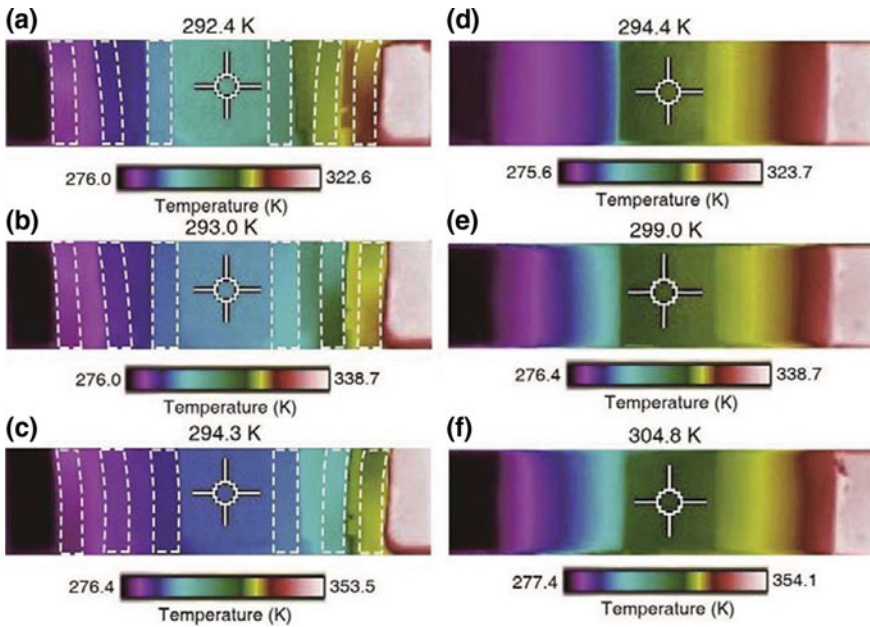 (a)
292.4 K
276.0 322.6
Temperature (K)
(b)
293.0 K
276.0 338.7
Temperature (K)
(c)
294.3 K
276.4 353.5
Temperature (K)
(d)
294.4 K
275.6 323.7
Temperature (K)
(e)
299.0 K
276.4 338.7
Temperature (K)
(f)
304.8 K
277.4 354.1
Temperature (K)